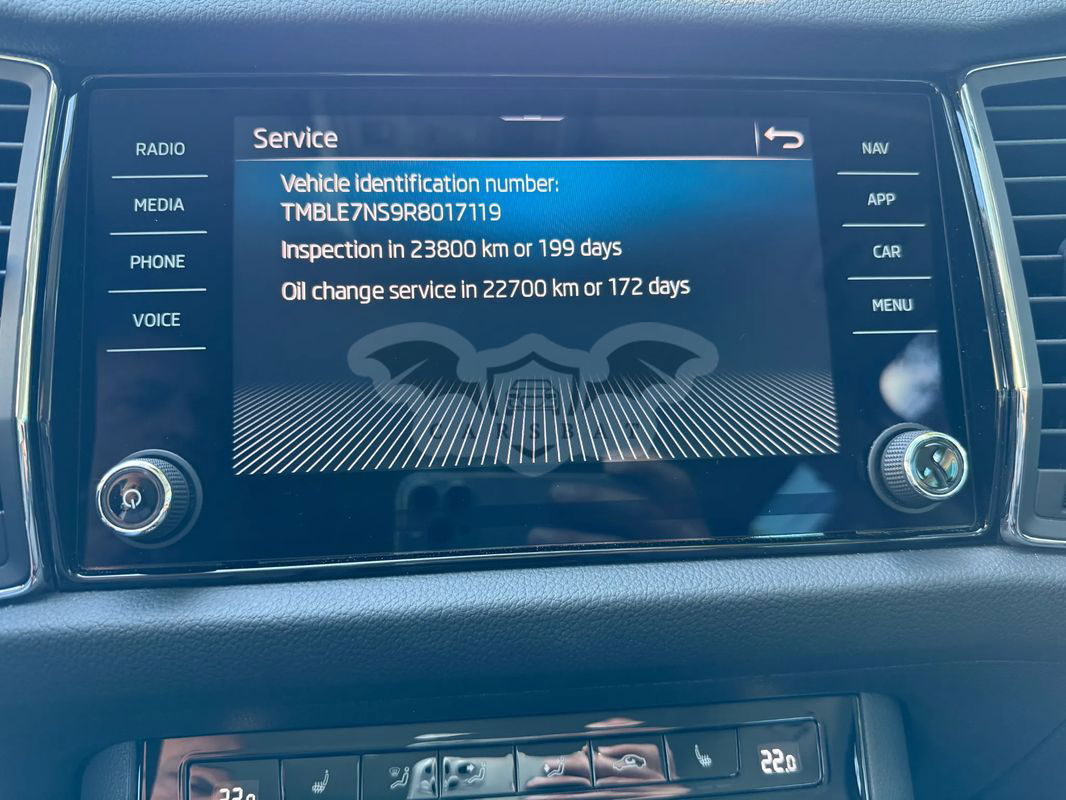 Service
Vehicle identification number:
TMBLE7NS9R8017119
Inspection in 23800 km or 199 days
Oil change service in 22700 km or 172 days
RADIO
MEDIA
PHONE
VOICE
NAV
APP
CAR
MENU
CARSBAT
22.0